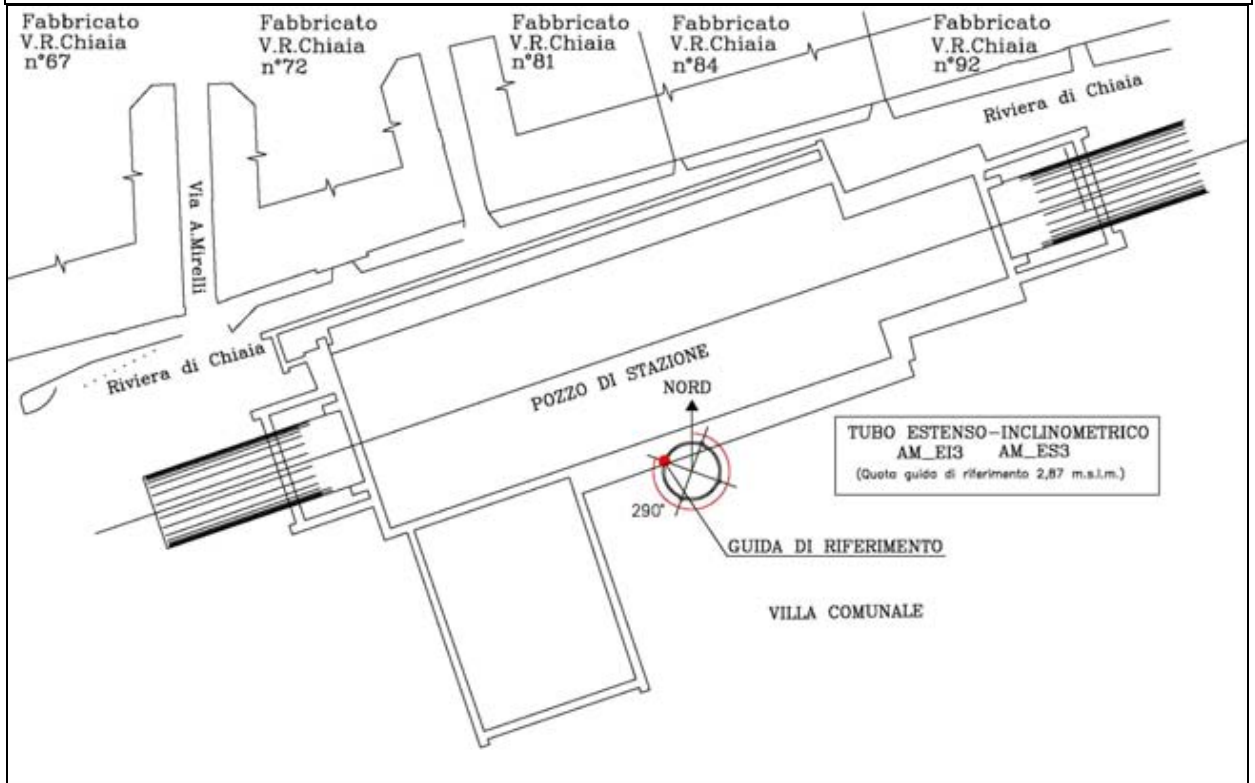 Fabbricato
V.R.Chiaia
n°67
Fabbricato
V.R.Chiaia
n°72
Fabbricato
V.R.Chiaia
n°81
Fabbricato
V.R.Chiaia
n°84
Fabbricato
V.R.Chiaia
n°92
Riviera di Chiaia
Via A.Mirelli
Riviera di Chiaia
POZZO DI STAZIONE
NORD
TUBO ESTENSO-INCLINOMETRICO
AM_EI3 AM_ES3
(Quota guida di riferimento 2,87 m.s.l.m.)
290°
GUIDA DI RIFERIMENTO
VILLA COMUNALE